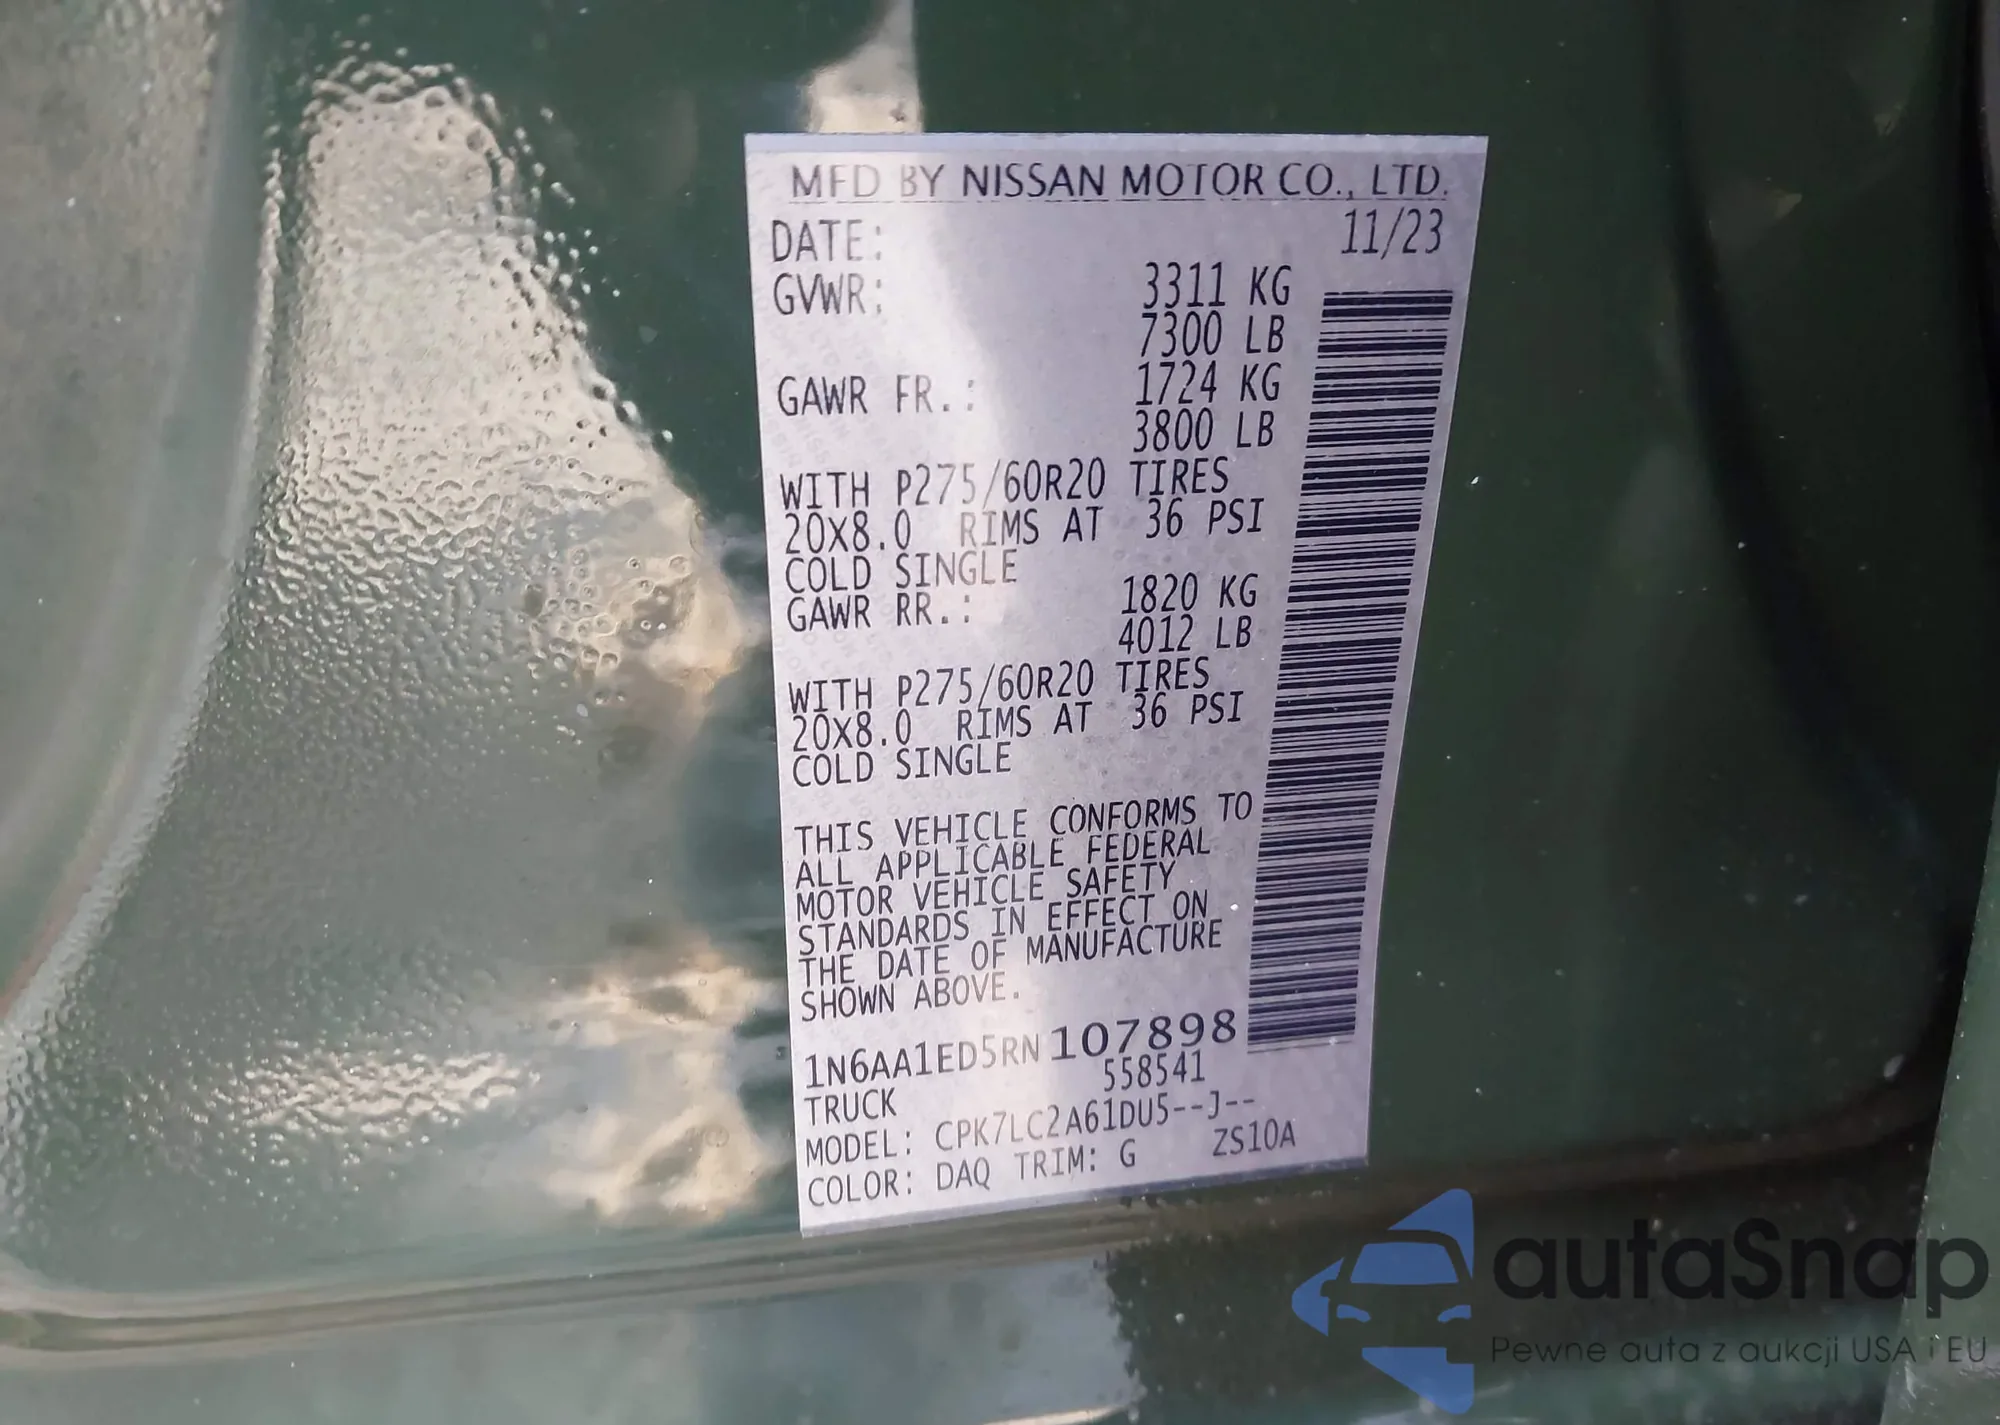 MFD BY NISSAN MOTOR CO., LTD.
DATE: 11/23
GVWR: 3311 KG
7300 LB
GAWR FR.: 1724 KG
3800 LB
WITH P275/60R20 TIRES
20X8.0 RIMS AT 36 PSI
COLD SINGLE
GAWR RR.: 1820 KG
4012 LB
WITH P275/60R20 TIRES
20X8.0 RIMS AT 36 PSI
COLD SINGLE
THIS VEHICLE CONFORMS TO
ALL APPLICABLE FEDERAL
MOTOR VEHICLE SAFETY
STANDARDS IN EFFECT ON
THE DATE OF MANUFACTURE
SHOWN ABOVE.
1N6AA1ED5RN107898
558541
TRUCK
MODEL: CPK7LC2A61DU5--J--
COLOR: DAQ TRIM: G ZS10A
autaSnap
Pewne auta z aukcji USA i EU